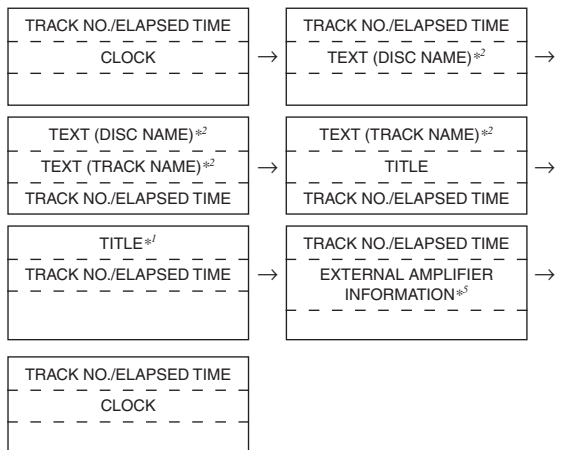 TRACK NO./ELAPSED TIME
CLOCK
→
TRACK NO./ELAPSED TIME
TEXT (DISC NAME)*2
→
TEXT (DISC NAME)*2
TEXT (TRACK NAME)*2
TRACK NO./ELAPSED TIME
→
TEXT (TRACK NAME)*2
TITLE
TRACK NO./ELAPSED TIME
→
TITLE*1
TRACK NO./ELAPSED TIME
→
TRACK NO./ELAPSED TIME
EXTERNAL AMPLIFIER
INFORMATION*5
→
TRACK NO./ELAPSED TIME
CLOCK